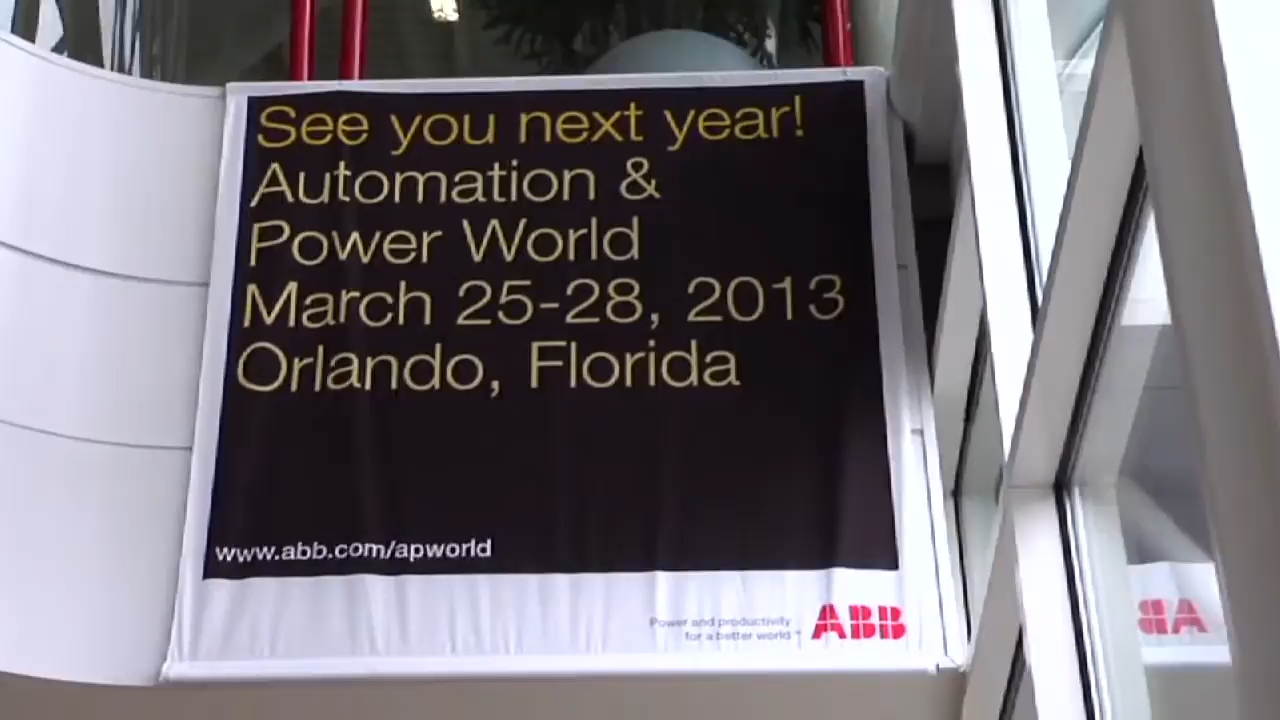 See you next year!
Automation &
Power World
March 25-28, 2013
Orlando, Florida
www.abb.com/apworld
Power and productivity
for a better world™
ABB